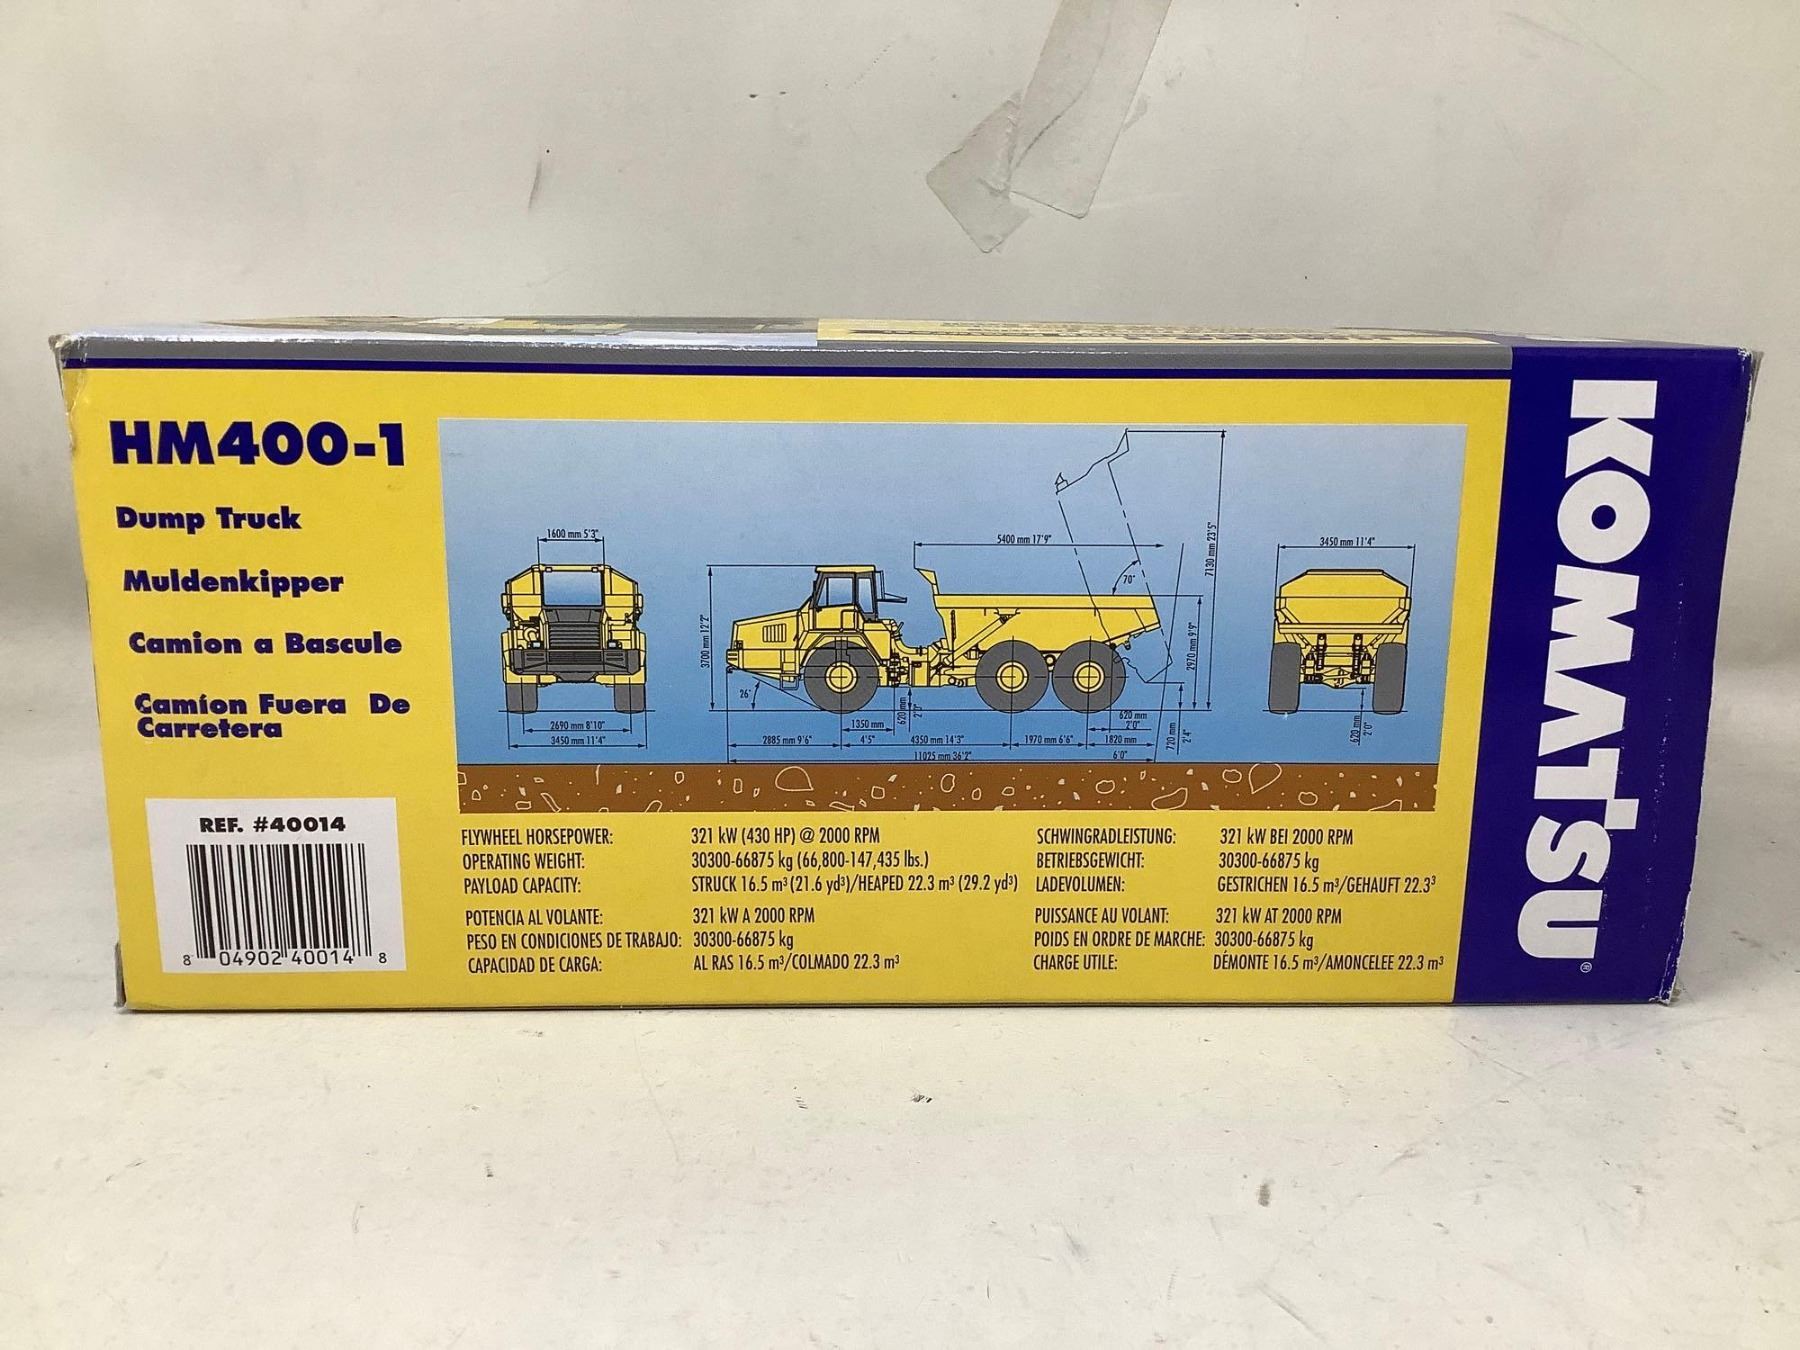 HM400-1
Dump Truck
Muldenkipper
Camion a Bascule
Camíon Fuera De
Carretera
REF. #40014
8 04902 40014 8
1600 mm 5'3"
2690 mm 8'10"
3450 mm 11'4"
3700 mm 12'2"
26°
5400 mm 17'9"
70°
7130 mm 23'5"
2970 mm 9'9"
620 mm
2'0"
1350 mm
4'5"
2885 mm 9'6"
4350 mm 14'3"
1970 mm 6'6"
620 mm
2'0"
1820 mm
6'0"
11025 mm 36'2"
720 mm
2'4"
3450 mm 11'4"
620 mm
2'0"
FLYWHEEL HORSEPOWER: 321 kW (430 HP) @ 2000 RPM
OPERATING WEIGHT: 30300-66875 kg (66,800-147,435 lbs.)
PAYLOAD CAPACITY: STRUCK 16.5 m³ (21.6 yd³)/HEAPED 22.3 m³ (29.2 yd³)
POTENCIA AL VOLANTE: 321 kW A 2000 RPM
PESO EN CONDICIONES DE TRABAJO: 30300-66875 kg
CAPACIDAD DE CARGA: AL RAS 16.5 m³/COLMADO 22.3 m³
SCHWINGRADLEISTUNG: 321 kW BEI 2000 RPM
BETRIEBSGEWICHT: 30300-66875 kg
LADEVOLUMEN: GESTRICHEN 16.5 m³/GEHAUFT 22.3³
PUISSANCE AU VOLANT: 321 kW AT 2000 RPM
POIDS EN ORDRE DE MARCHE: 30300-66875 kg
CHARGE UTILE: DÉMONTE 16.5 m³/AMONCELEE 22.3 m³
KOMATSU®